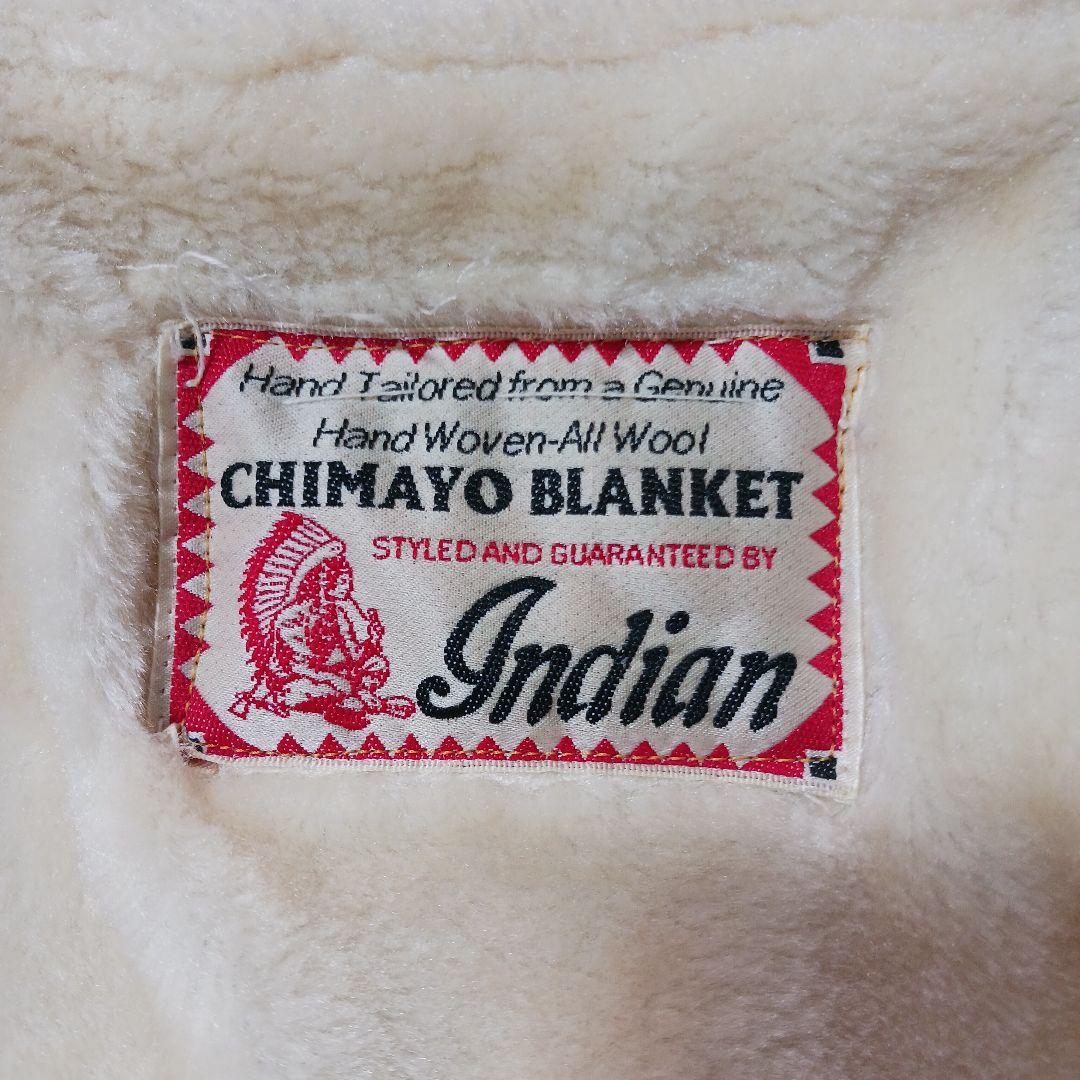 Hand Tailored from a Genuine
Hand Woven-All Wool
CHIMAYO BLANKET
STYLED AND GUARANTEED BY
Indian